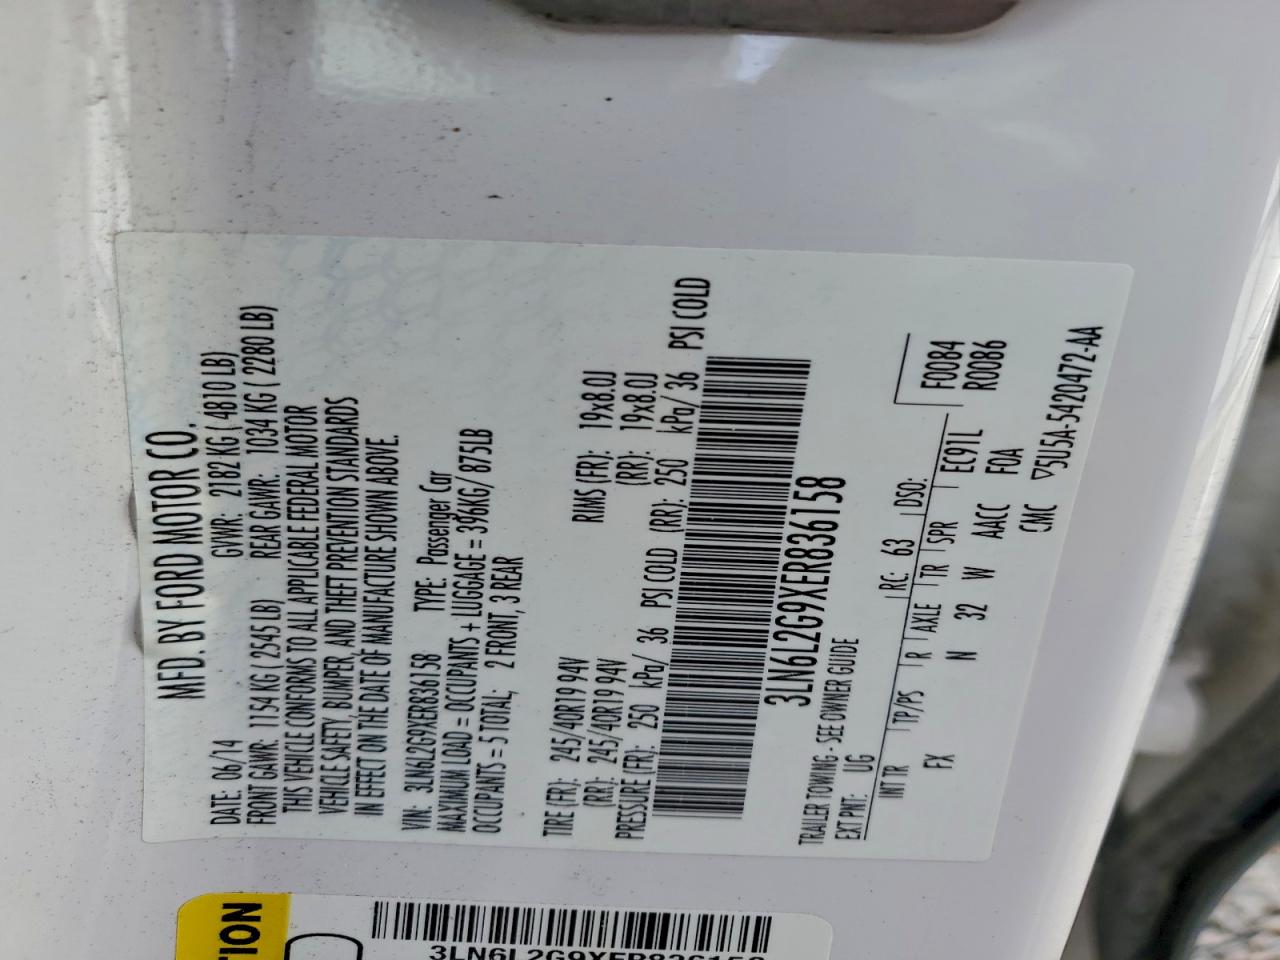 MFD. BY FORD MOTOR CO.
DATE: 06/14 GVWR: 2182 KG ( 4810 LB)
FRONT GAWR: 1154 KG ( 2545 LB) REAR GAWR: 1034 KG ( 2280 LB)
THIS VEHICLE CONFORMS TO ALL APPLICABLE FEDERAL MOTOR
VEHICLE SAFETY, BUMPER, AND THEFT PREVENTION STANDARDS
IN EFFECT ON THE DATE OF MANUFACTURE SHOWN ABOVE.
VIN: 3LN6L2G9XER836158 TYPE: Passenger Car
MAXIMUM LOAD = OCCUPANTS + LUGGAGE = 396KG/ 875LB
OCCUPANTS = 5 TOTAL; 2 FRONT, 3 REAR
TIRE (FR): 245/40R19 94V RIMS (FR): 19x8.0J
(RR): 245/40R19 94V (RR): 19x8.0J
PRESSURE (FR): 250 kPa/ 36 PSI COLD (RR): 250 kPa/ 36 PSI COLD
3LN6L2G9XER836158
TRAILER TOWING - SEE OWNER GUIDE
EXT PNT: UG RC: 63 DSO: F0084
INT TR TP/PS R AXLE TR SPR EC91L R0086
FX N 32 W AACC F0A
CMC ▽5U5A-5420472-AA
TION
3LN6L2G9XER836158